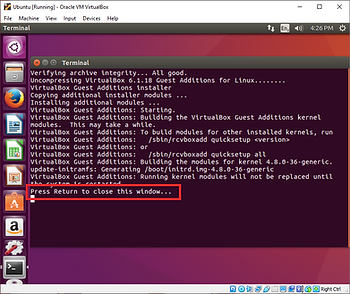 Ubuntu [Running] - Oracle VM VirtualBox
File Machine View Input Devices Help
Terminal
En
4:26 PM
Terminal
Verifying archive integrity... All good.
Uncompressing VirtualBox 6.1.18 Guest Additions for Linux........
VirtualBox Guest Additions installer
Copying additional installer modules ...
Installing additional modules ...
VirtualBox Guest Additions: Starting.
VirtualBox Guest Additions: Building the VirtualBox Guest Additions kernel
modules. This may take a while.
VirtualBox Guest Additions: To build modules for other installed kernels, run
VirtualBox Guest Additions: /sbin/rcvboxadd quicksetup <version>
VirtualBox Guest Additions: or
VirtualBox Guest Additions: /sbin/rcvboxadd quicksetup all
VirtualBox Guest Additions: Building the modules for kernel 4.8.0-36-generic.
update-initramfs: Generating /boot/initrd.img-4.8.0-36-generic
VirtualBox Guest Additions: Running kernel modules will not be replaced until
the system is restarted
Press Return to close this window...
Right Ctrl